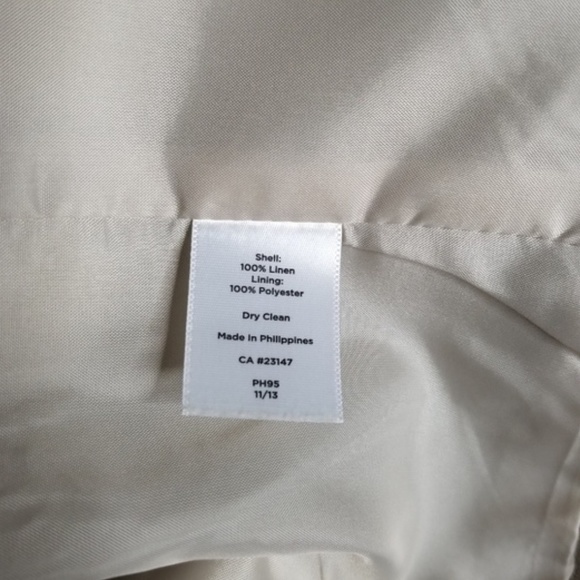 Shell:
100% Linen
Lining:
100% Polyester
Dry Clean
Made in Philippines
CA #23147
PH95
11/13